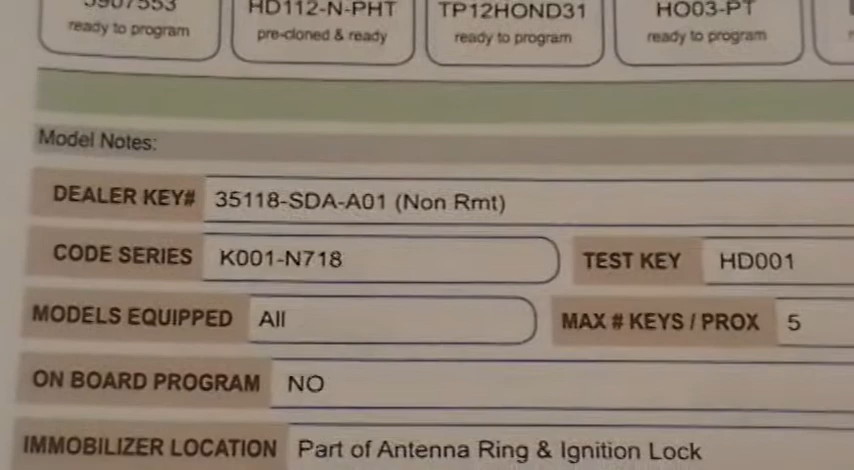 5907553 HD112-N-PHT TP12HOND31 HO03-PT
ready to program pre-cloned & ready ready to program ready to program
Model Notes:
DEALER KEY# 35118-SDA-A01 (Non Rmt)
CODE SERIES K001-N718 TEST KEY HD001
MODELS EQUIPPED All MAX # KEYS / PROX 5
ON BOARD PROGRAM NO
IMMOBILIZER LOCATION Part of Antenna Ring & Ignition Lock